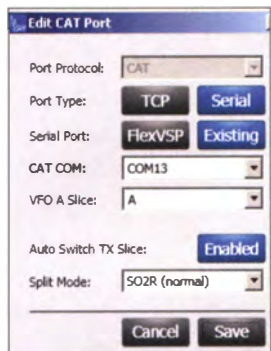 Edit CAT Port
Port Protocol: CAT
Port Type: TCP Serial
Serial Port: FlexVSP Existing
CAT COM: COM13
VFO A Slice: A
Auto Switch TX Slice: Enabled
Split Mode: SO2R (normal)
Cancel Save